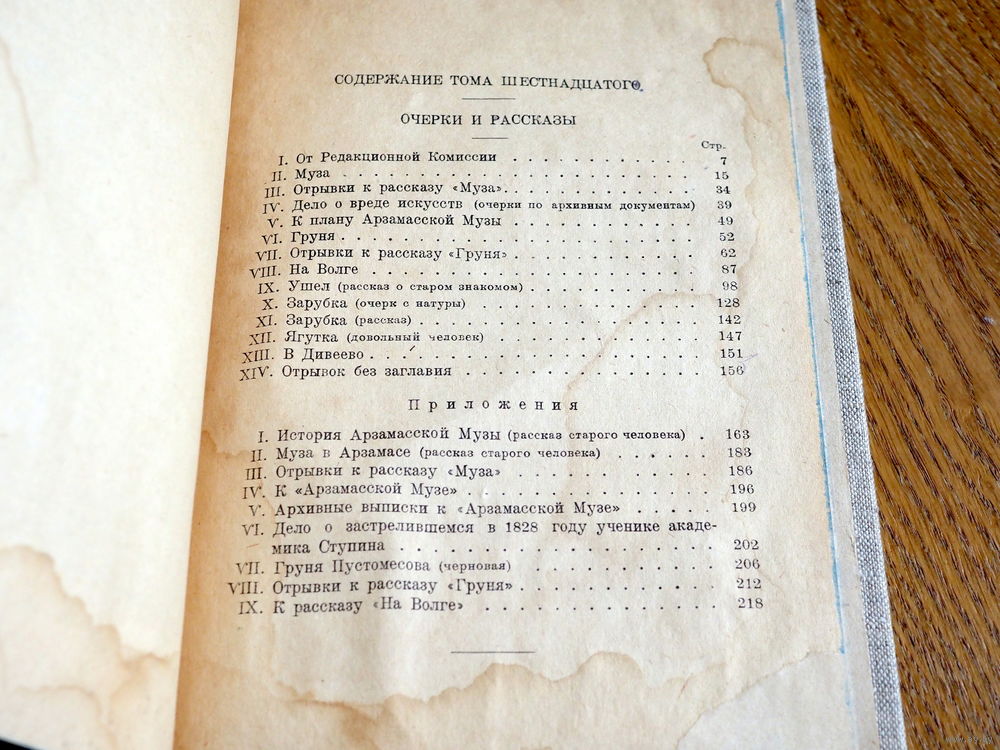 СОДЕРЖАНИЕ ТОМА ШЕСТНАДЦАТОГО.
ОЧЕРКИ И РАССКАЗЫ
Стр.
I. От Редакционной Комиссии . . . . . . . . . . . 7
II. Муза . . . . . . . . . . . . . . . . . . . . . . 15
III. Отрывки к рассказу «Муза». . . . . . . . . . . . 34
IV. Дело о вреде искусств (очерки по архивным документам) 39
V. К плану Арзамасской Музы . . . . . . . . . . . 49
VI. Груня . . . . . . . . . . . . . . . . . . . . . . 52
VII. Отрывки к рассказу «Груня» . . . . . . . . . . . 62
VIII. На Волге . . . . . . . . . . . . . . . . . . . . 87
IX. Ушел (рассказ о старом знакомом) . . . . . . . . . 98
X. Зарубка (очерк с натуры) . . . . . . . . . . . . . 128
XI. Зарубка (рассказ) . . . . . . . . . . . . . . . . . 142
XII. Ягутка (довольный человек) . . . . . . . . . . . . 147
XIII. В Дивеево . . . . . . . . . . . . . . . . . . . . 151
XIV. Отрывок без заглавия . . . . . . . . . . . . . . 156
Приложения
I. История Арзамасской Музы (рассказ старого человека) . 163
II. Муза в Арзамасе (рассказ старого человека) . . . . . . 183
III. Отрывки к рассказу «Муза» . . . . . . . . . . . . 186
IV. К «Арзамасской Музе» . . . . . . . . . . . . . . 196
V. Архивные выписки к «Арзамасской Музе» . . . . . 199
VI. Дело о застрелившемся в 1828 году ученике акаде-
мика Ступина . . . . . . . . . . . . . . . . . . 202
VII. Груня Пустомесова (черновая) . . . . . . . . . . . 206
VIII. Отрывки к рассказу «Груня» . . . . . . . . . . . . 212
IX. К рассказу «На Волге» . . . . . . . . . . . . . . 218